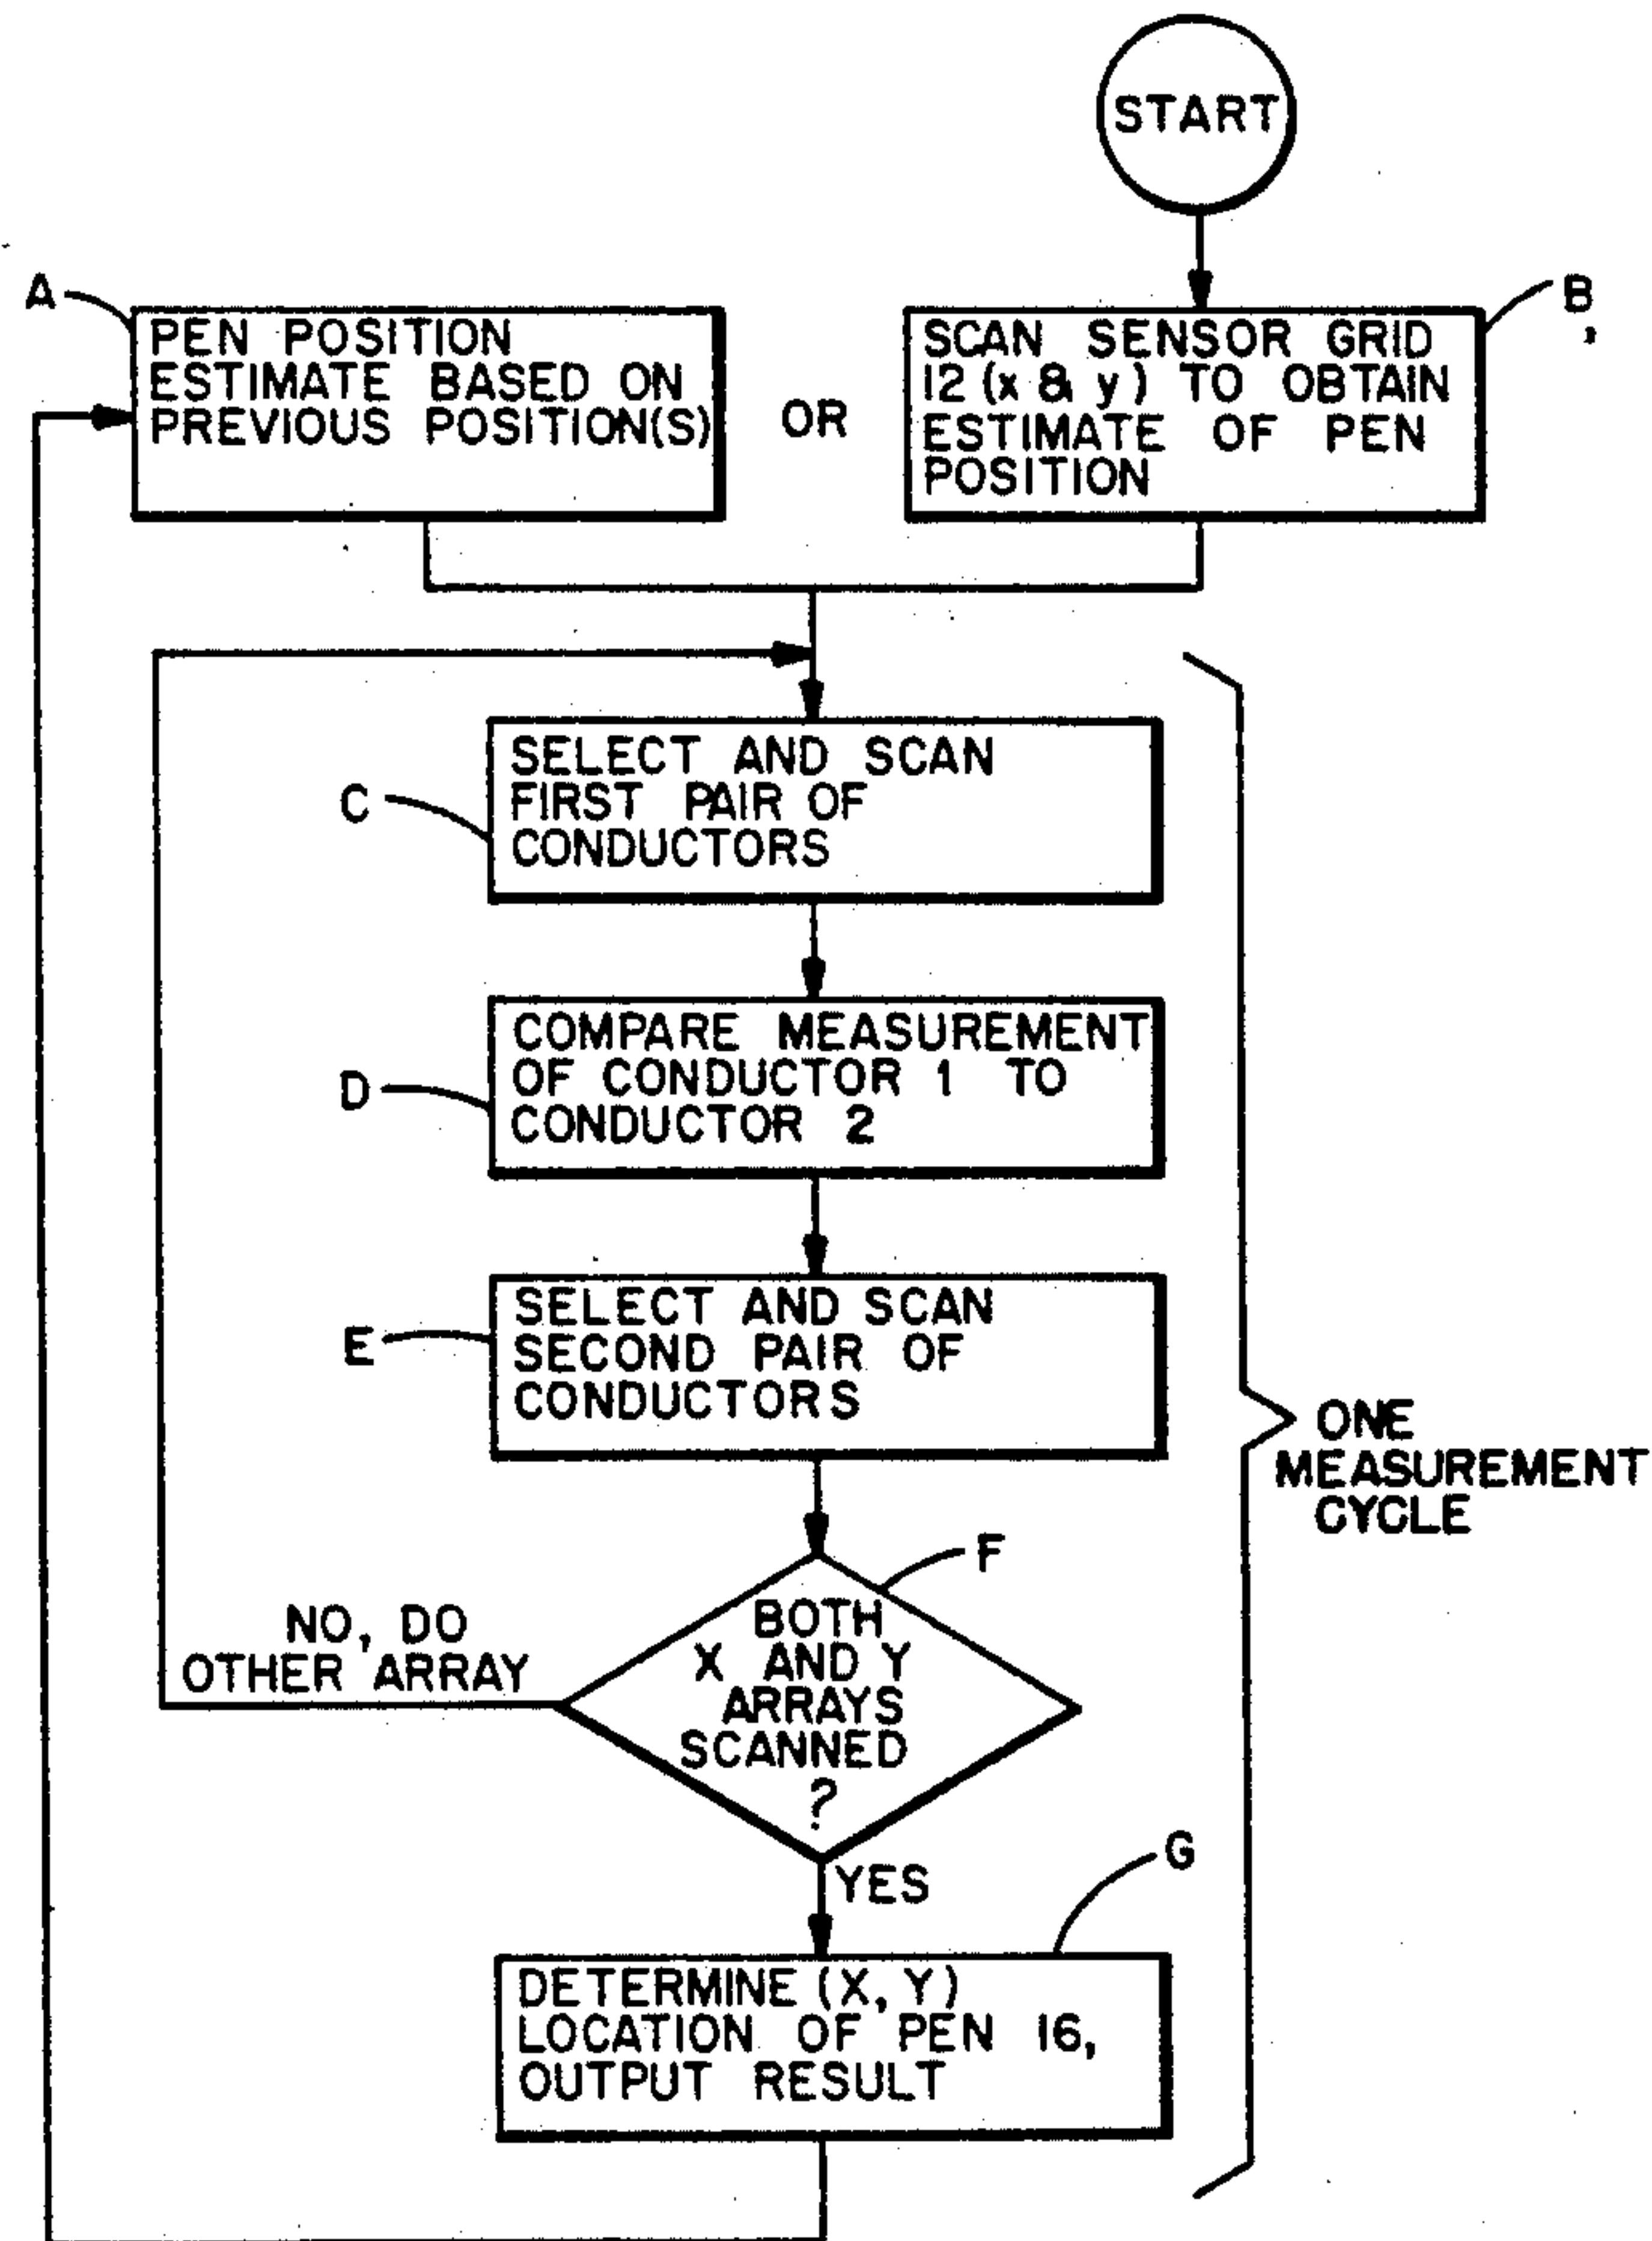 START
A
PEN POSITION
ESTIMATE BASED ON
PREVIOUS POSITION(S)
OR
B,
SCAN SENSOR GRID
12 (x & y) TO OBTAIN
ESTIMATE OF PEN
POSITION
C
SELECT AND SCAN
FIRST PAIR OF
CONDUCTORS
D
COMPARE MEASUREMENT
OF CONDUCTOR 1 TO
CONDUCTOR 2
E
SELECT AND SCAN
SECOND PAIR OF
CONDUCTORS
ONE
MEASUREMENT
CYCLE
F
BOTH
X AND Y
ARRAYS
SCANNED
?
NO, DO
OTHER ARRAY
YES
G
DETERMINE (X, Y)
LOCATION OF PEN 16,
OUTPUT RESULT